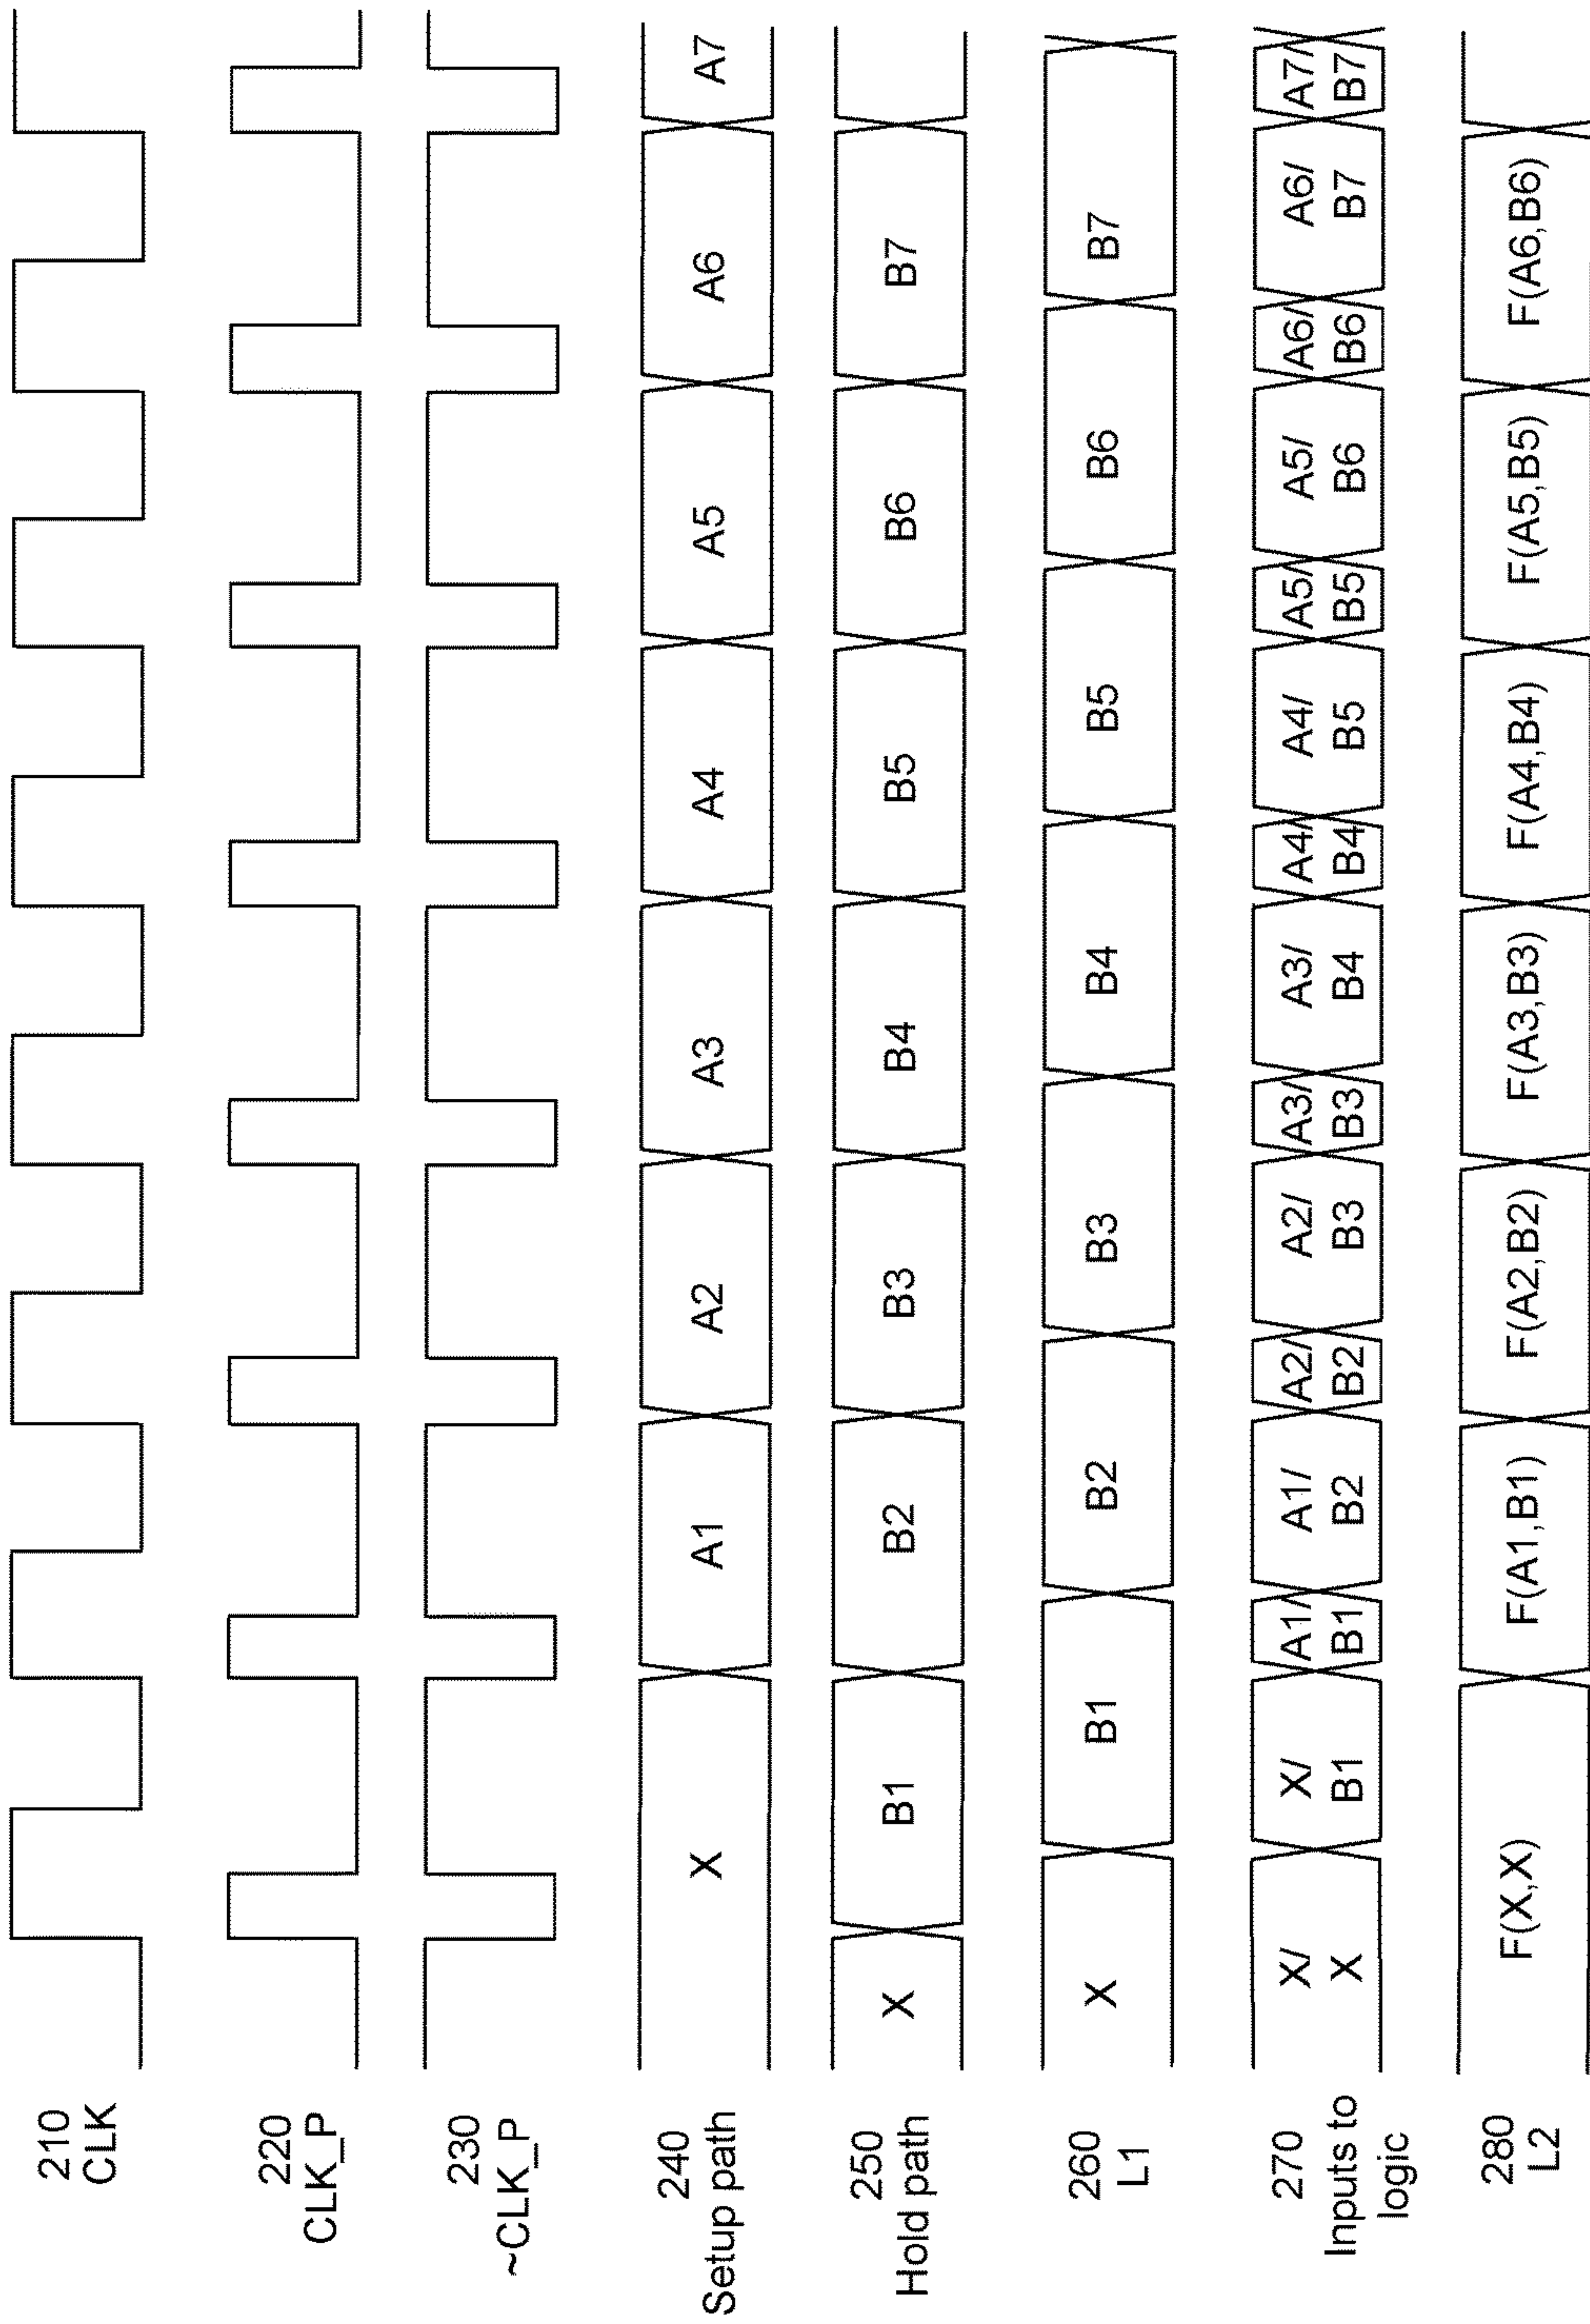 210
CLK
220
CLK_P
230
~CLK_P
240
Setup path
X
A1
A2
A3
A4
A5
A6
A7
250
Hold path
X
B1
B2
B3
B4
B5
B6
B7
260
L1
X
B1
B2
B3
B4
B5
B6
B7
270
Inputs to
logic
X/
X
X/
B1
A1/
B1
A1/
B2
A2/
B2
A2/
B3
A3/
B3
A3/
B4
A4/
B4
A4/
B5
A5/
B5
A5/
B6
A6/
B6
A6/
B7
A7/
B7
280
L2
F(X,X)
F(A1,B1)
F(A2,B2)
F(A3,B3)
F(A4,B4)
F(A5,B5)
F(A6,B6)